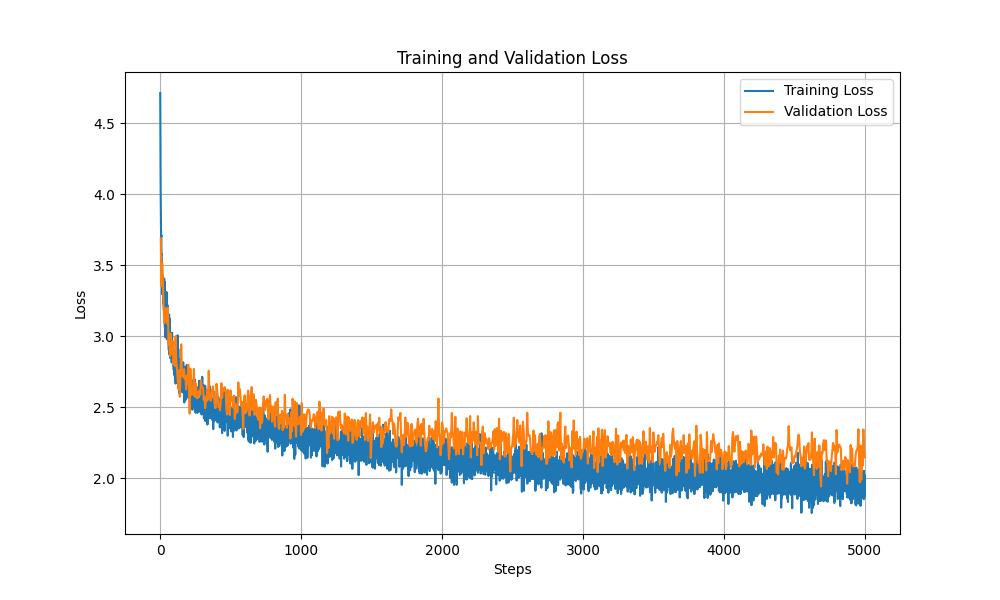 Training and Validation Loss
Training Loss
Validation Loss
4.5
4.0
3.5
3.0
2.5
2.0
Loss
0 1000 2000 3000 4000 5000
Steps